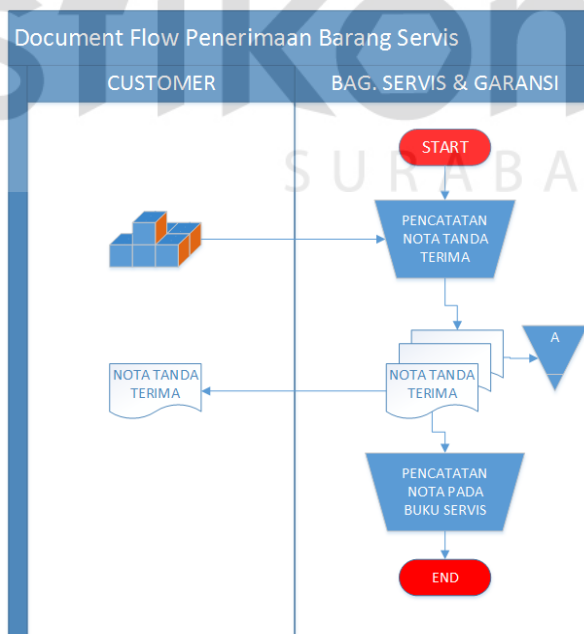 Document Flow Penerimaan Barang Servis
CUSTOMER
BAG. SERVIS & GARANSI
START
SURABA
PENCATATAN
NOTA TANDA
TERIMA
A
NOTA TANDA
TERIMA
NOTA TANDA
TERIMA
PENCATATAN
NOTA PADA
BUKU SERVIS
END